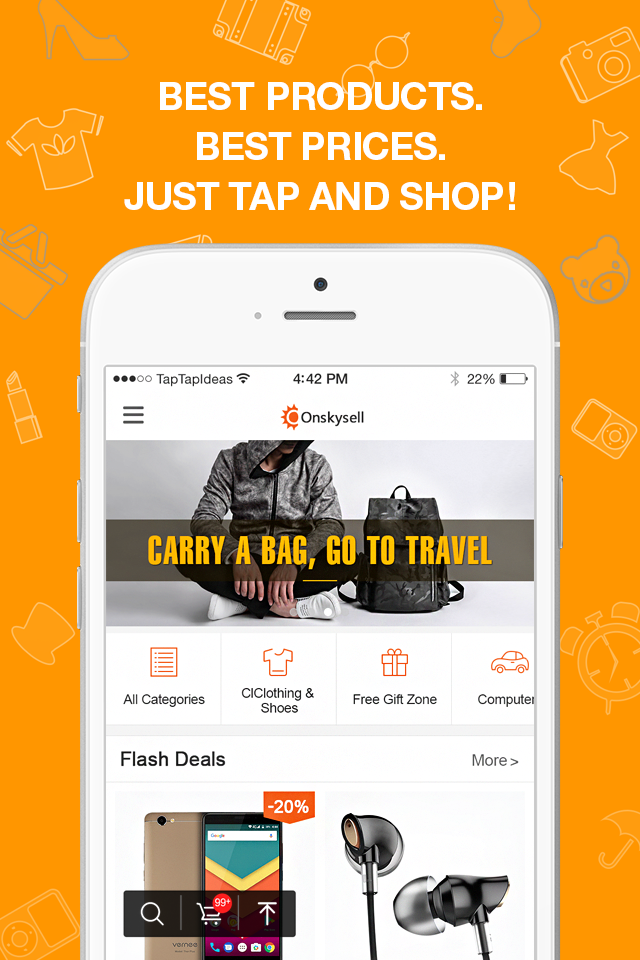 BEST PRODUCTS.
BEST PRICES.
JUST TAP AND SHOP!
TapTapIdeas
4:42 PM
22%
Onskysell
CARRY A BAG, GO TO TRAVEL
All Categories
ClClothing &
Shoes
Free Gift Zone
Computer
Flash Deals
More >
-20%
Google
99+
vernee